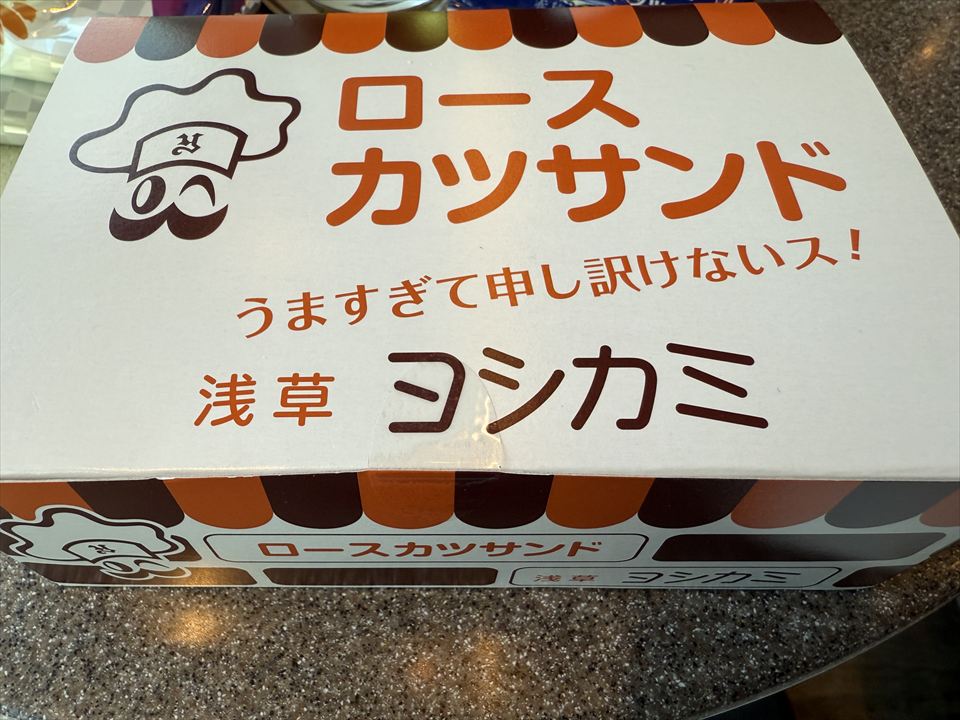 ロース
カツサンド
うますぎて申し訳けないス!
浅草 ヨシカミ
ロースカツサンド
浅草 ヨシカミ